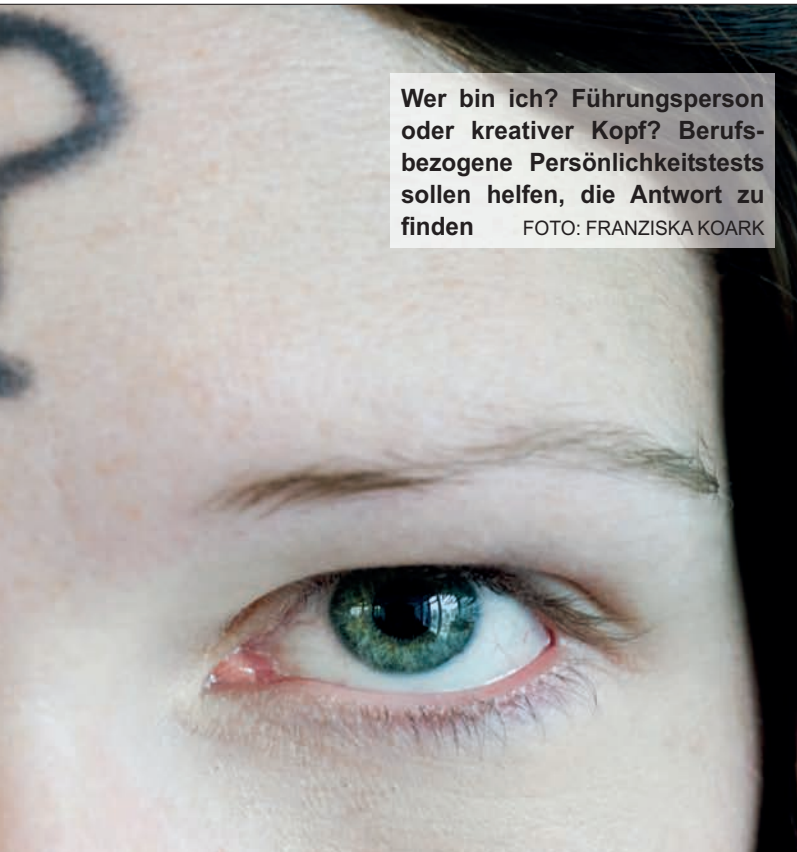 Wer bin ich? Führungsperson
oder kreativer Kopf? Berufs-
bezogene Persönlichkeitstests
sollen helfen, die Antwort zu
finden FOTO: FRANZISKA KOARK